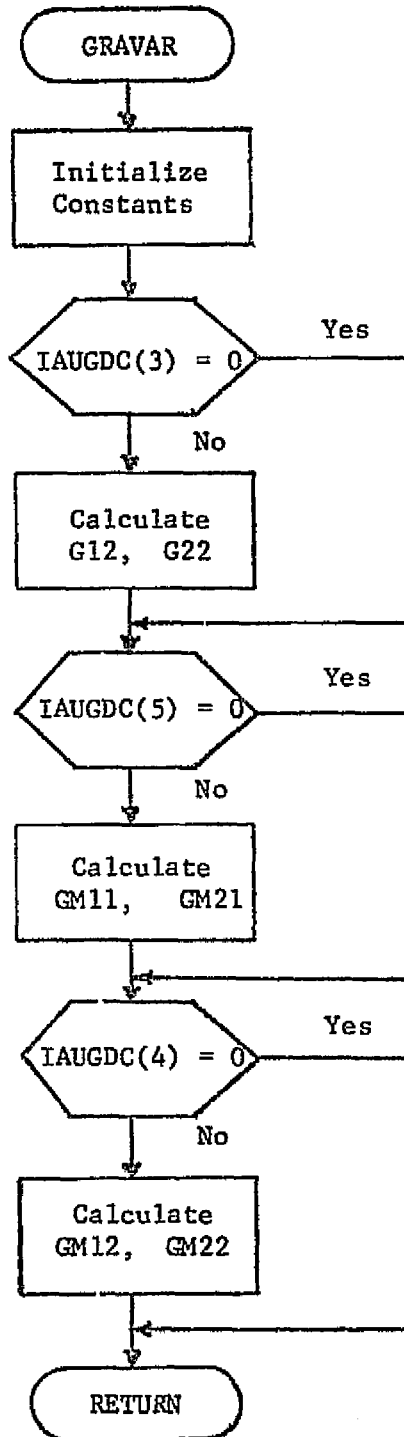 GRAVAR
Initialize
Constants
IAUGDC(3) = 0
Yes
No
Calculate
G12, G22
IAUGDC(5) = 0
Yes
No
Calculate
GM11, GM21
IAUGDC(4) = 0
Yes
No
Calculate
GM12, GM22
RETURN